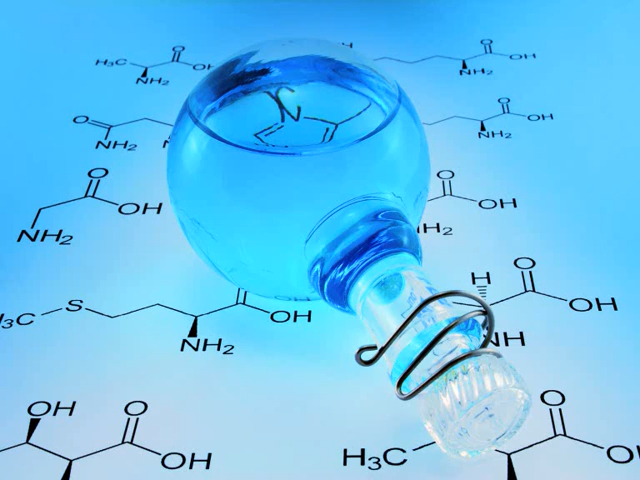 H₃C OH NH₂
O OH NH₂
O NH₂
O OH NH₂
O OH NH₂
O OH
N
H₃C S O OH NH₂
H O OH NH
OH O OH
H₃C O